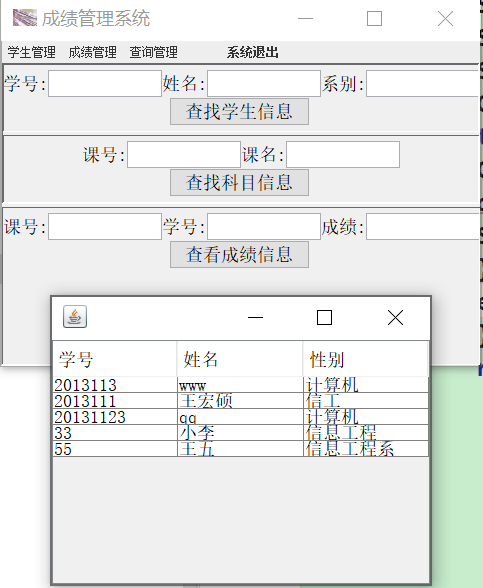 成绩管理系统
学生管理 成绩管理 查询管理 系统退出
学号: 姓名: 系别:
查找学生信息
课号: 课名:
查找科目信息
课号: 学号: 成绩:
查看成绩信息
学号 姓名 性别
2013113 www 计算机
2013111 王宏硕 信工
20131123 qq 计算机
33 小李 信息工程
55 王五 信息工程系